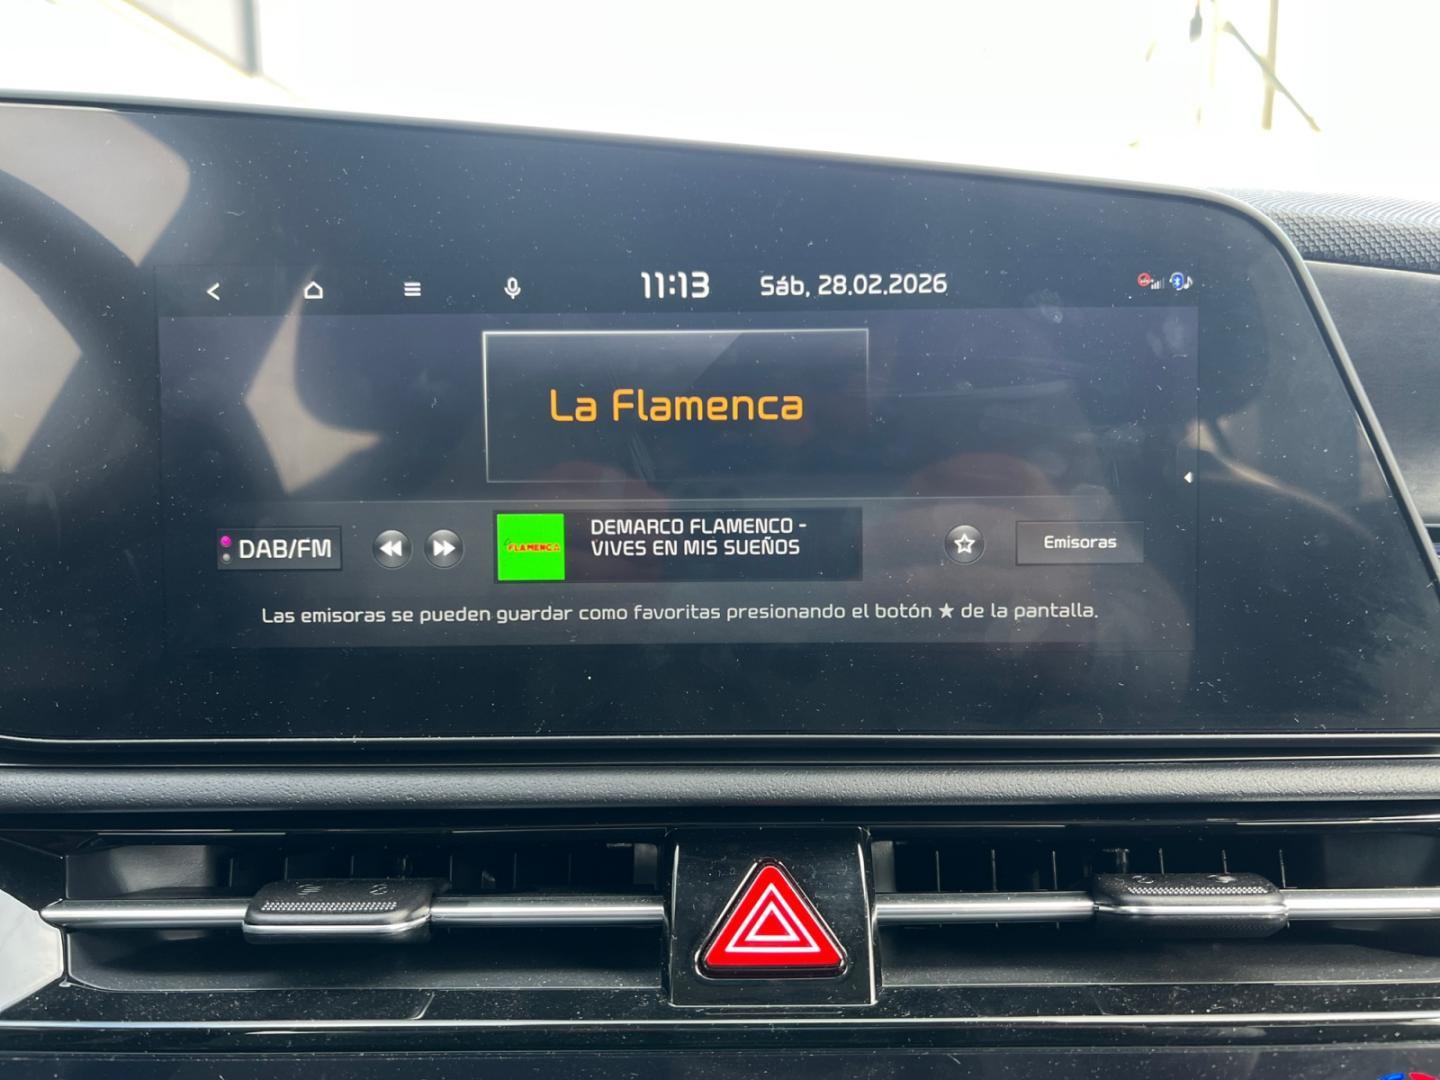 11:13 Sáb, 28.02.2026
La Flamenca
DAB/FM
FLAMENCA
DEMARCO FLAMENCO -
VIVES EN MIS SUEÑOS
Emisoras
Las emisoras se pueden guardar como favoritas presionando el botón ★ de la pantalla.